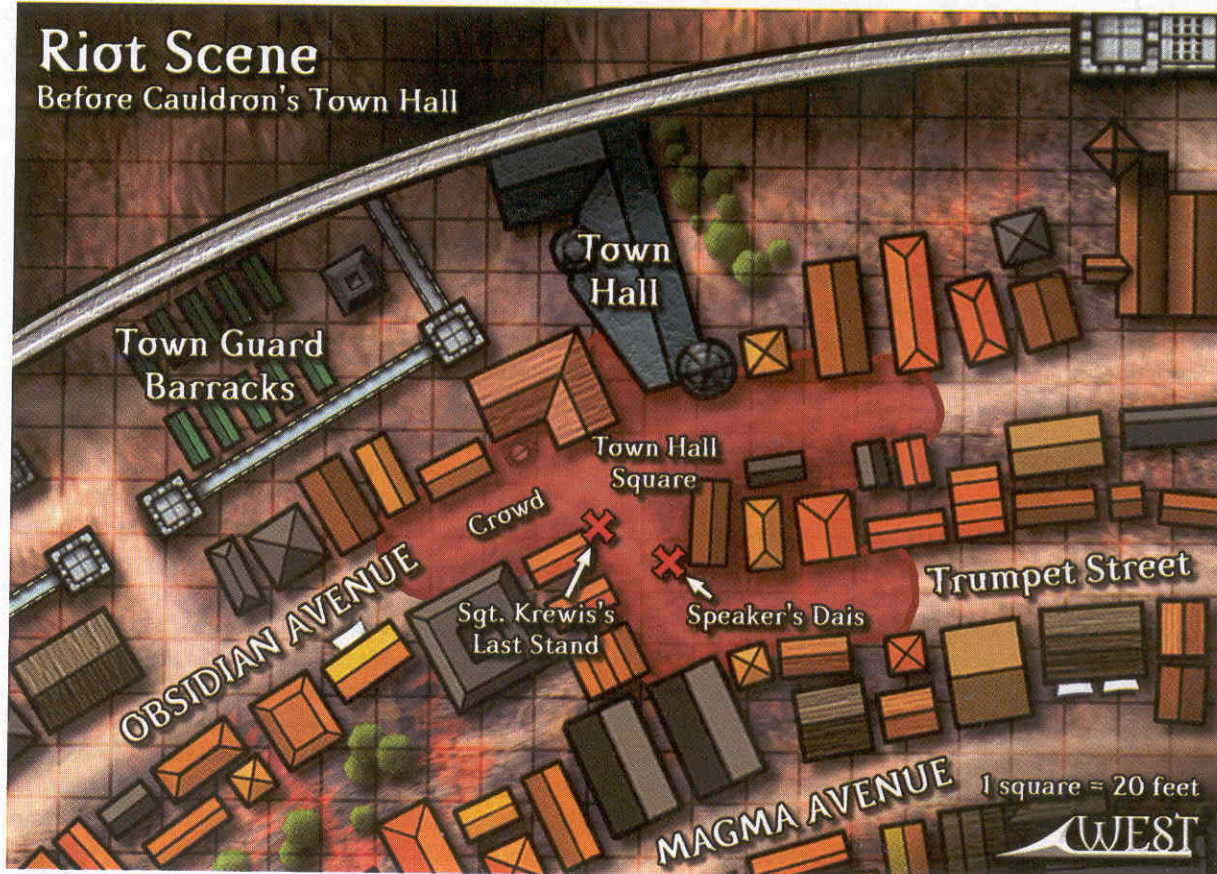 Riot Scene
Before Cauldron's Town Hall
Town
Hall
Town Guard
Barracks
Town Hall
Square
Crowd
OBSIDIAN AVENUE
Sgt. Krewis's
Last Stand
Speaker's Dais
Trumpet Street
MAGMA AVENUE
1 square = 20 feet
WEST